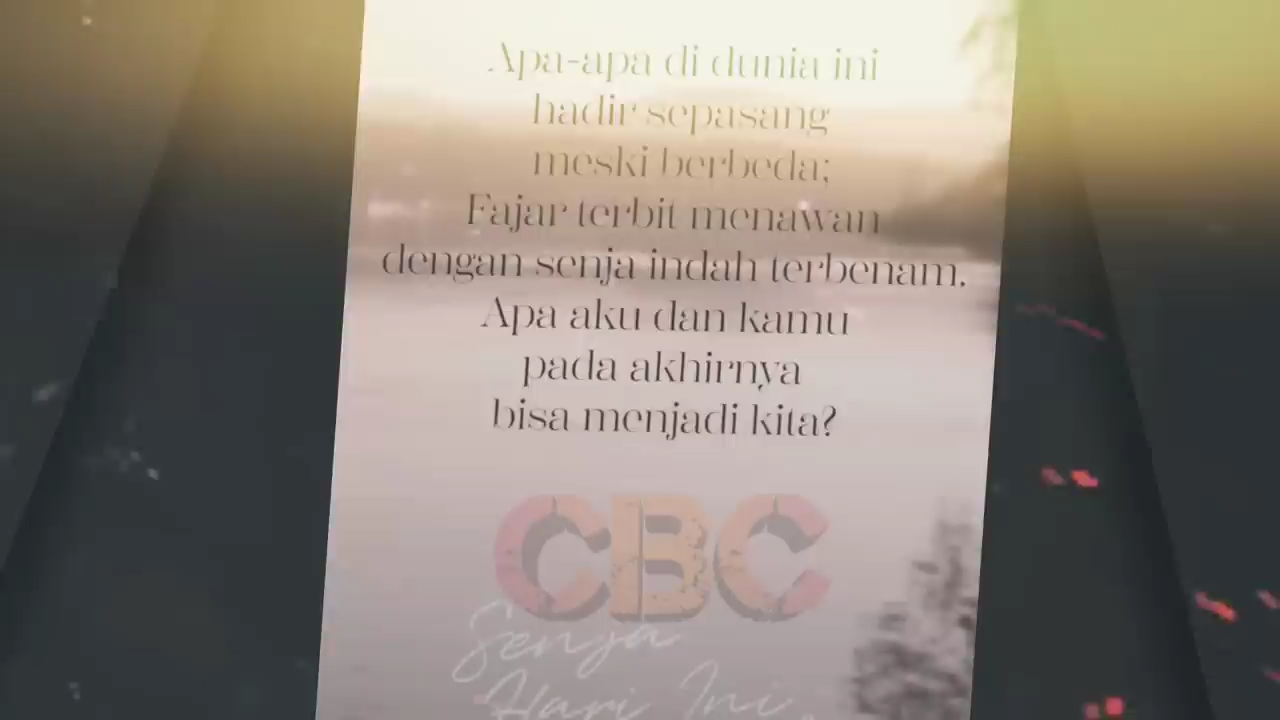 Apa-apa di dunia ini
hadir sepasang
meski berbeda;
Fajar terbit menawan
dengan senja indah terbenam.
Apa aku dan kamu
pada akhirnya
bisa menjadi kita?
CBC
Senja
Hari Ini